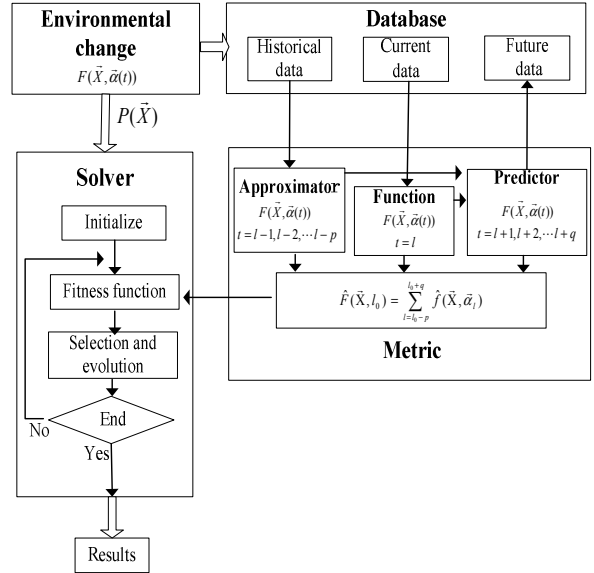 Environmental
change
F(X⃗,α⃗(t))
Database
Historical
data
Current
data
Future
data
P(X⃗)
Solver
Initialize
Fitness function
Selection and
evolution
End
No
Yes
Results
Approximator
F(X⃗,α⃗(t))
t=l−1,l−2,⋯l−p
Function
F(X⃗,α⃗(t))
t=l
Predictor
F(X⃗,α⃗(t))
t=l+1,l+2,⋯l+q
F̂(X⃗,l₀)=∑_{l=l₀−p}^{l₀+q} f̂(X⃗,α⃗_l)
Metric